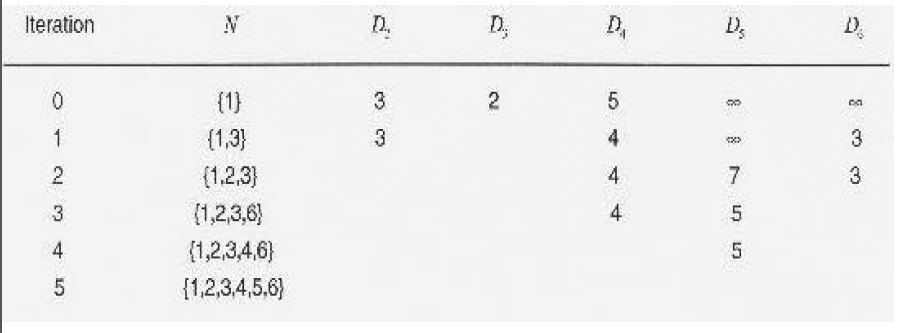 Iteration N D₂ D₃ D₄ D₅ D₆
0 {1} 3 2 5 ∞ ∞
1 {1,3} 3 4 ∞ 3
2 {1,2,3} 4 7 3
3 {1,2,3,6} 4 5
4 {1,2,3,4,6} 5
5 {1,2,3,4,5,6}